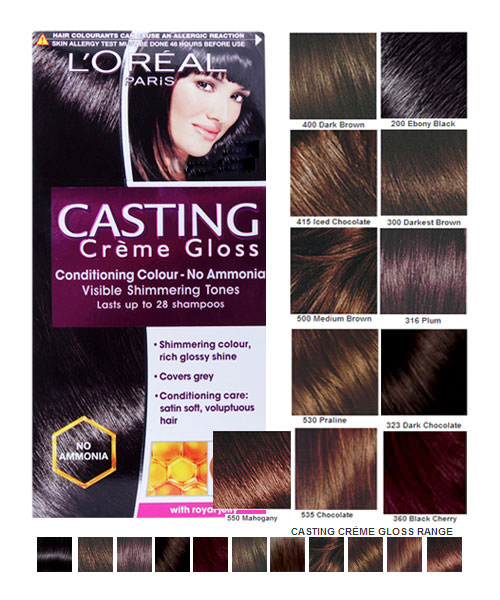 HAIR COLOURANTS CAN CAUSE AN ALLERGIC REACTION
SKIN ALLERGY TEST MUST BE DONE 48 HOURS BEFORE USE
L'ORÉAL
PARIS
CASTING
Crème Gloss
Conditioning Colour - No Ammonia
Visible Shimmering Tones
Lasts up to 28 shampoos
• Shimmering colour,
rich glossy shine
• Covers grey
• Conditioning care:
satin soft, voluptuous
hair
NO
AMMONIA
with royal jelly
400 Dark Brown
200 Ebony Black
415 Iced Chocolate
300 Darkest Brown
500 Medium Brown
316 Plum
530 Praline
323 Dark Chocolate
550 Mahogany
535 Chocolate
360 Black Cherry
CASTING CRÈME GLOSS RANGE